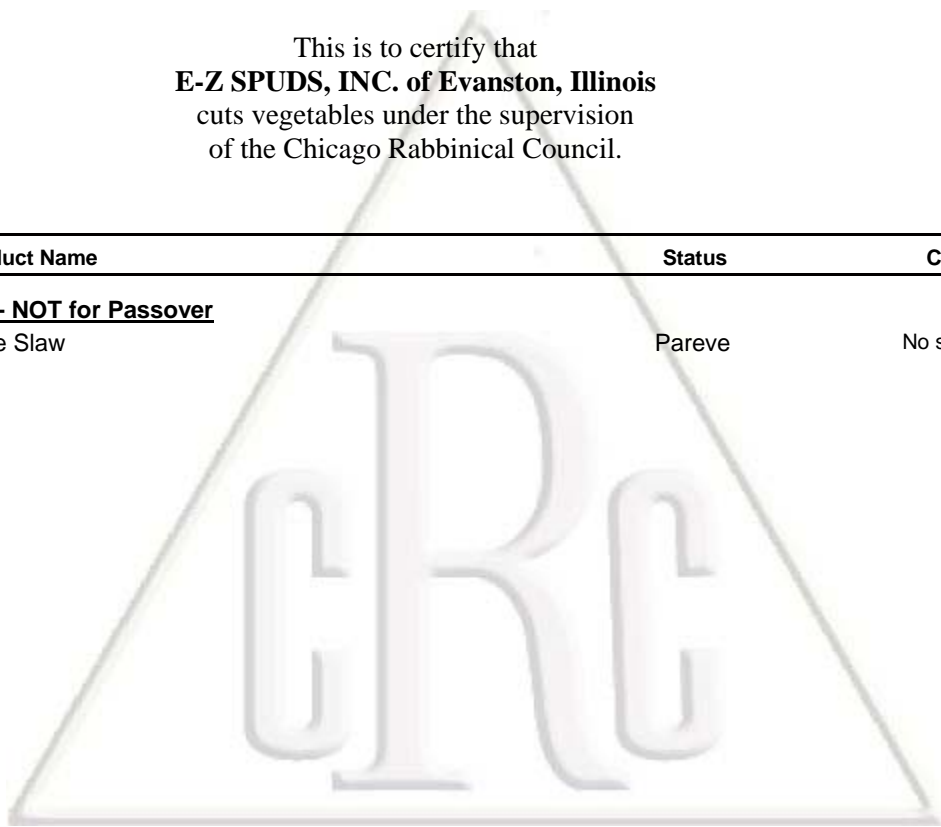 This is to certify that
E-Z SPUDS, INC. of Evanston, Illinois
cuts vegetables under the supervision
of the Chicago Rabbinical Council.
Name Status
- NOT for Passover
Slaw Pareve No
cRc